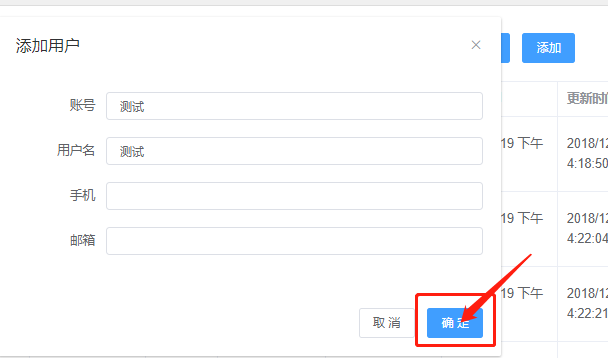 添加用户
×
添加
账号 测试
用户名 测试
手机
邮箱
取 消 确 定
更新时间
19 下午 2018/12
4:18:50
19 下午 2018/12
4:22:04
19 下午 2018/12
4:22:21